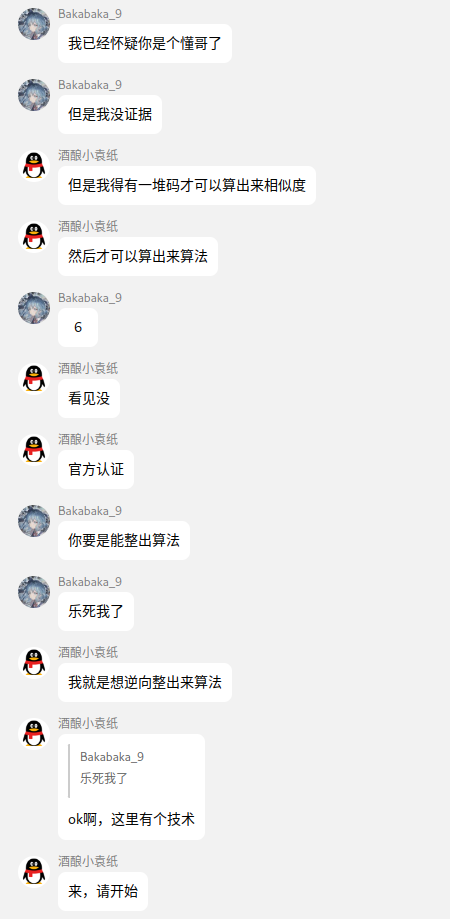 Bakabaka_9
我已经怀疑你是个懂哥了
Bakabaka_9
但是我没证据
酒酿小袁纸
但是我得有一堆码才可以算出来相似度
酒酿小袁纸
然后才可以算出来算法
Bakabaka_9
6
酒酿小袁纸
看见没
酒酿小袁纸
官方认证
Bakabaka_9
你要是能整出算法
Bakabaka_9
乐死我了
酒酿小袁纸
我就是想逆向整出来算法
酒酿小袁纸
Bakabaka_9
乐死我了
ok啊，这里有个技术
酒酿小袁纸
来，请开始